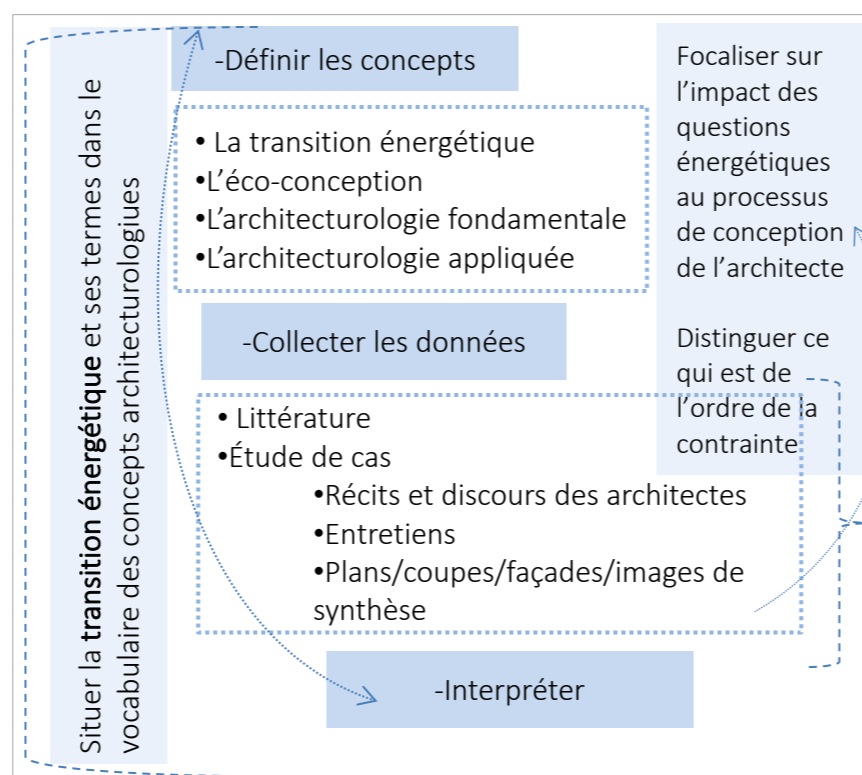 Situer la transition énergétique et ses termes dans le
vocabulaire des concepts architecturologiues
-Définir les concepts
• La transition énergétique
•L’éco-conception
•L’architecturologie fondamentale
•L’architecturologie appliquée
-Collecter les données
• Littérature
•Étude de cas
•Récits et discours des architectes
•Entretiens
•Plans/coupes/façades/images de
synthèse
-Interpréter
Focaliser sur
l’impact des
questions
énergétiques
au processus
de conception
de l’architecte
Distinguer ce
qui est de
l’ordre de la
contrainte